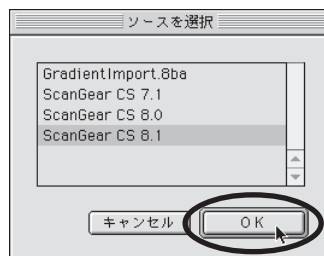 ソースを選択
GradientImport.8ba
ScanGear CS 7.1
ScanGear CS 8.0
ScanGear CS 8.1
キャンセル
OK